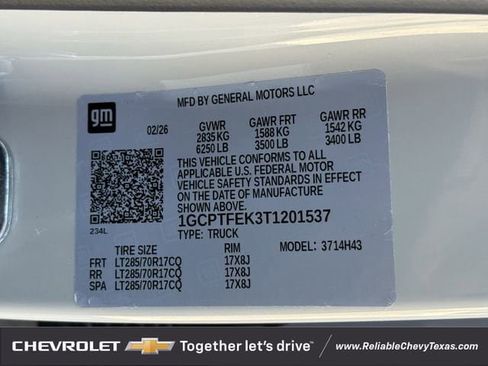 MFD BY GENERAL MOTORS LLC
gm
02/26 GVWR GAWR FRT GAWR RR
2835 KG 1588 KG 1542 KG
6250 LB 3500 LB 3400 LB
THIS VEHICLE CONFORMS TO ALL
APPLICABLE U.S. FEDERAL MOTOR
VEHICLE SAFETY STANDARDS IN EFFECT
ON THE DATE OF MANUFACTURE
SHOWN ABOVE.
234L
1GCPTFEK3T1201537
TYPE: TRUCK
TIRE SIZE RIM MODEL: 3714H43
FRT LT285/70R17CQ 17X8J
RR LT285/70R17CQ 17X8J
SPA LT285/70R17CQ 17X8J
CHEVROLET Together let's drive™ www.ReliableChevyTexas.com